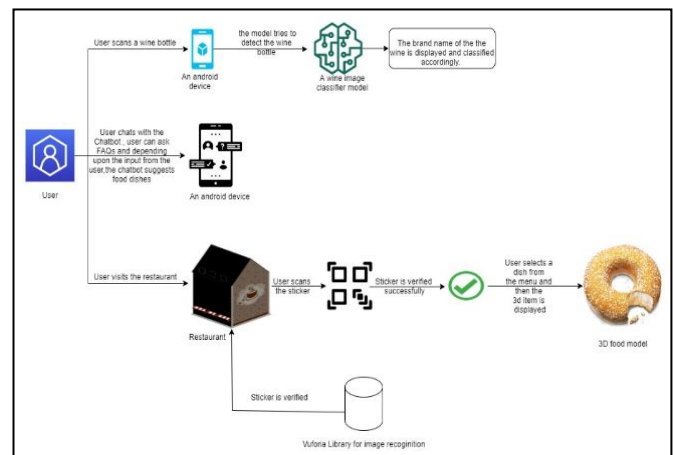 User scans a wine bottle
the model tries to
detect the wine
bottle
An android
device
A wine image
classifier model
The brand name of the the
wine is displayed and classified
accordingly.
User chats with the
Chatbot , user can ask
FAQs and depending
upon the input from the
user,the chatbot suggests
food dishes
User
An android device
User visits the restaurant
Restaurant
User scans
the sticker
Sticker is verified
successfully
User selects a
dish from
the menu and
then the
3d item is
displayed
3D food model
Sticker is verified
Vuforia Library for image recoginition